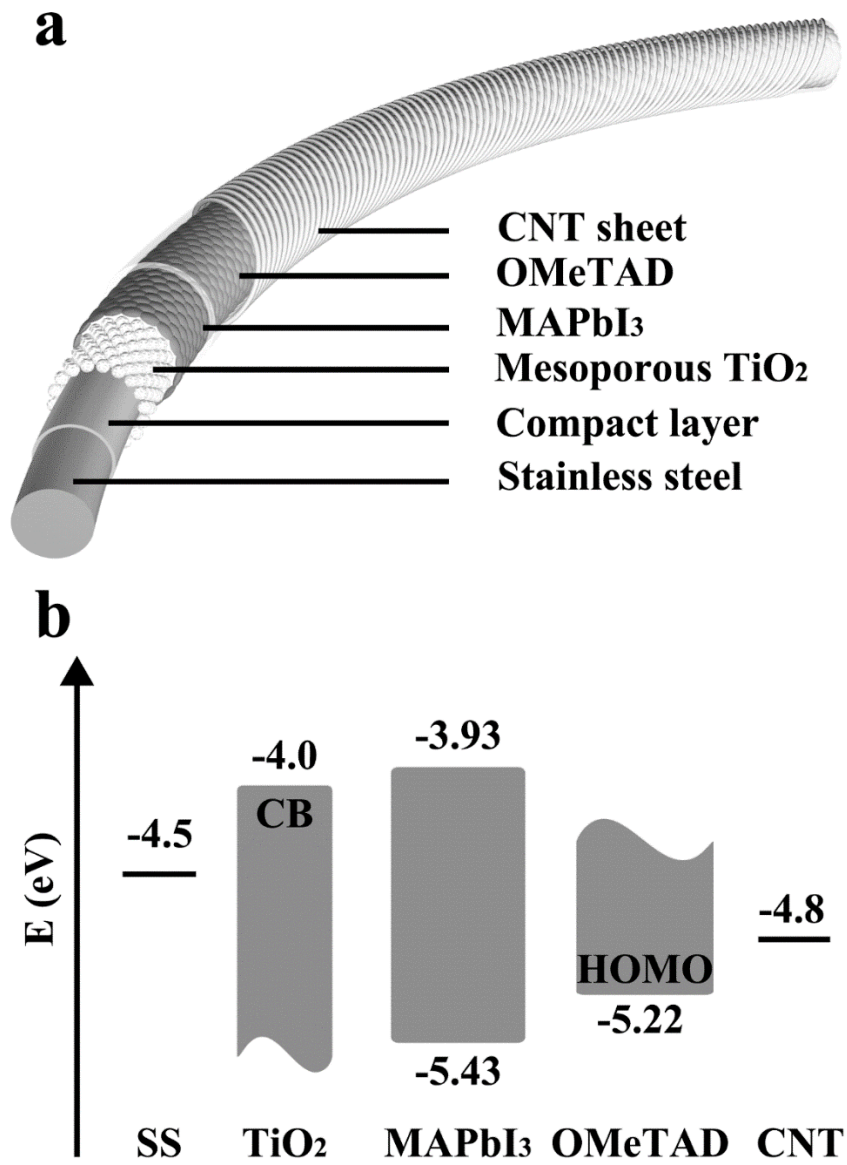 a
CNT sheet
OMeTAD
MAPbI₃
Mesoporous TiO₂
Compact layer
Stainless steel
b
E (eV)
-4.5
-4.0
CB
-3.93
-5.43
HOMO
-5.22
-4.8
SS TiO₂ MAPbI₃ OMeTAD CNT